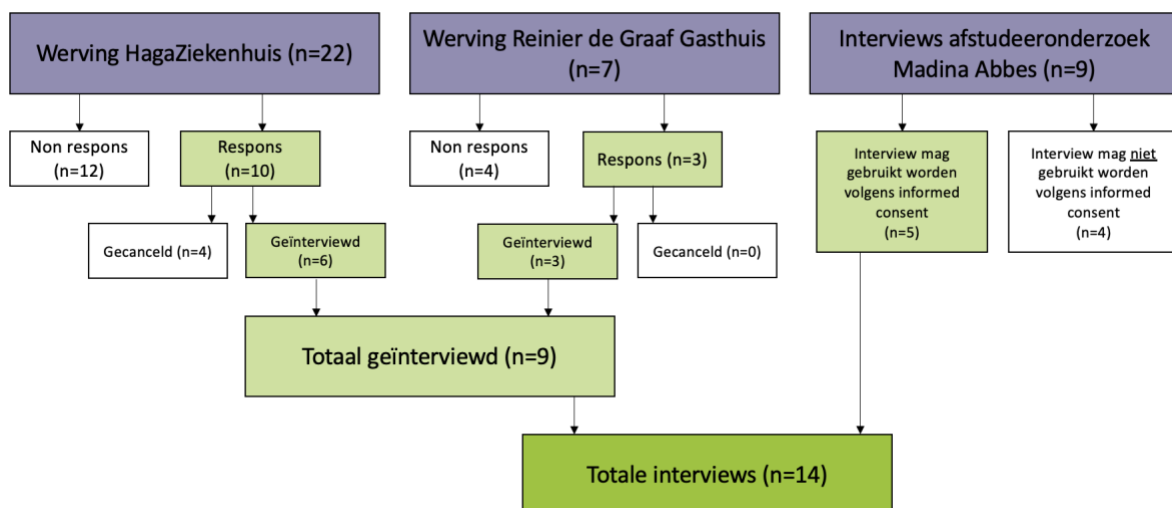 Werving HagaZiekenhuis (n=22)
Werving Reinier de Graaf Gasthuis
(n=7)
Interviews afstudeeronderzoek
Madina Abbes (n=9)
Non respons
(n=12)
Respons
(n=10)
Non respons
(n=4)
Respons (n=3)
Interview mag
gebruikt worden
volgens informed
consent
(n=5)
Interview mag niet
gebruikt worden
volgens informed
consent
(n=4)
Gecanceld (n=4)
Geïnterviewd
(n=6)
Geïnterviewd
(n=3)
Gecanceld (n=0)
Totaal geïnterviewd (n=9)
Totale interviews (n=14)